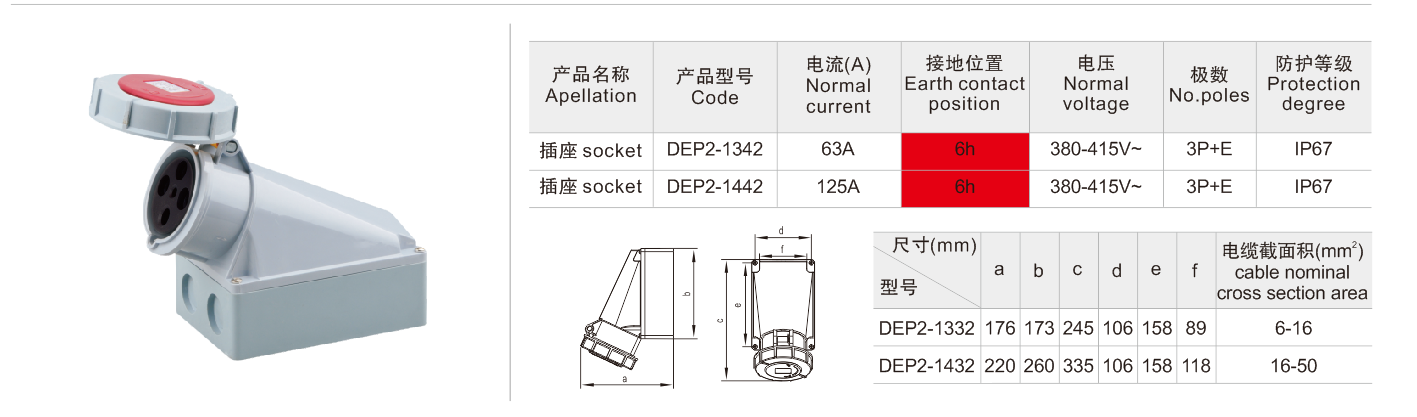 产品名称
Apellation
产品型号
Code
电流(A)
Normal
current
接地位置
Earth contact
position
电压
Normal
voltage
极数
No.poles
防护等级
Protection
degree
插座 socket DEP2-1342 63A 6h 380-415V~ 3P+E IP67
插座 socket DEP2-1442 125A 6h 380-415V~ 3P+E IP67
a
b
c
d
e
f
尺寸(mm)
型号
a b c d e f
电缆截面积(mm²)
cable nominal
cross section area
DEP2-1332 176 173 245 106 158 89 6-16
DEP2-1432 220 260 335 106 158 118 16-50